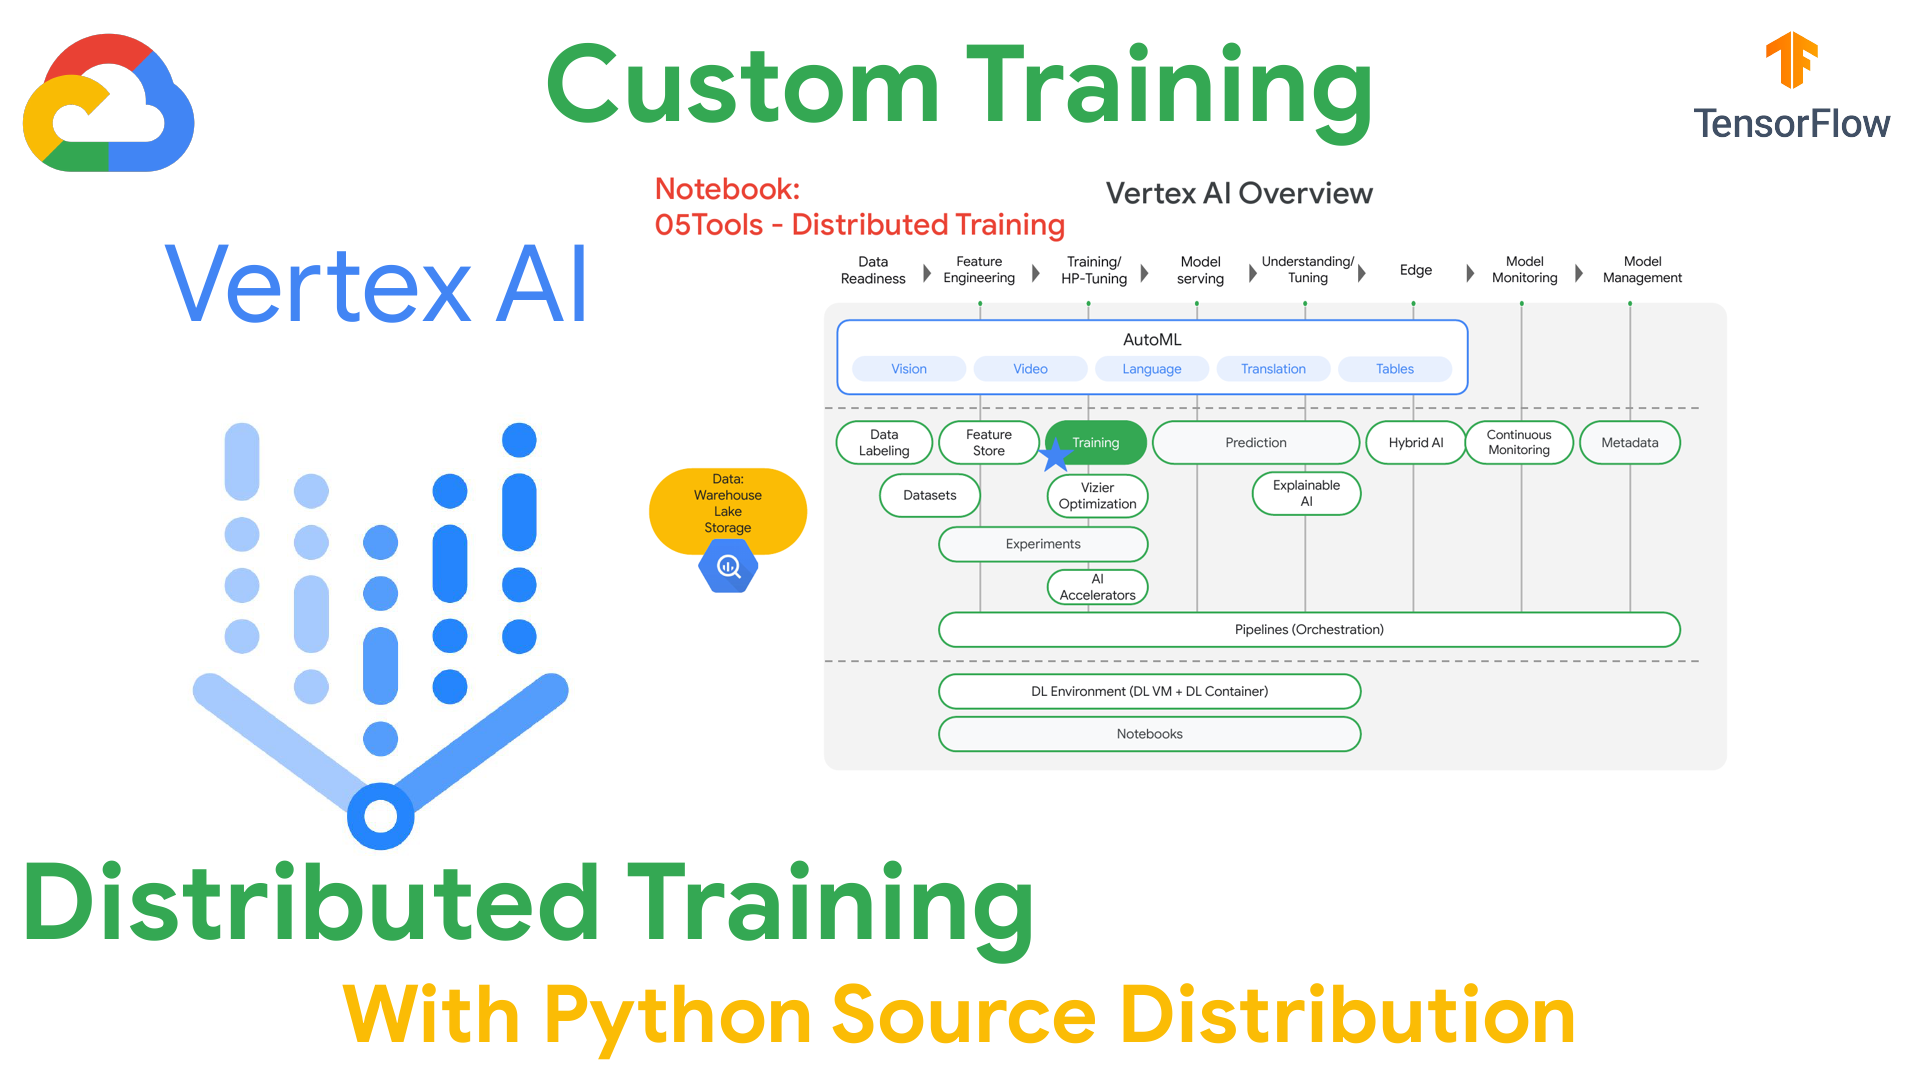 Custom Training
TensorFlow
Notebook:
05Tools - Distributed Training
Vertex AI Overview
Vertex AI
Data
Readiness
Feature
Engineering
Training/
HP-Tuning
Model
serving
Understanding/
Tuning
Edge
Model
Monitoring
Model
Management
AutoML
Vision
Video
Language
Translation
Tables
Data
Labeling
Feature
Store
Training
Prediction
Hybrid AI
Continuous
Monitoring
Metadata
Data:
Warehouse
Lake
Storage
Datasets
Vizier
Optimization
Explainable
AI
Experiments
AI
Accelerators
Pipelines (Orchestration)
DL Environment (DL VM + DL Container)
Notebooks
Distributed Training
With Python Source Distribution